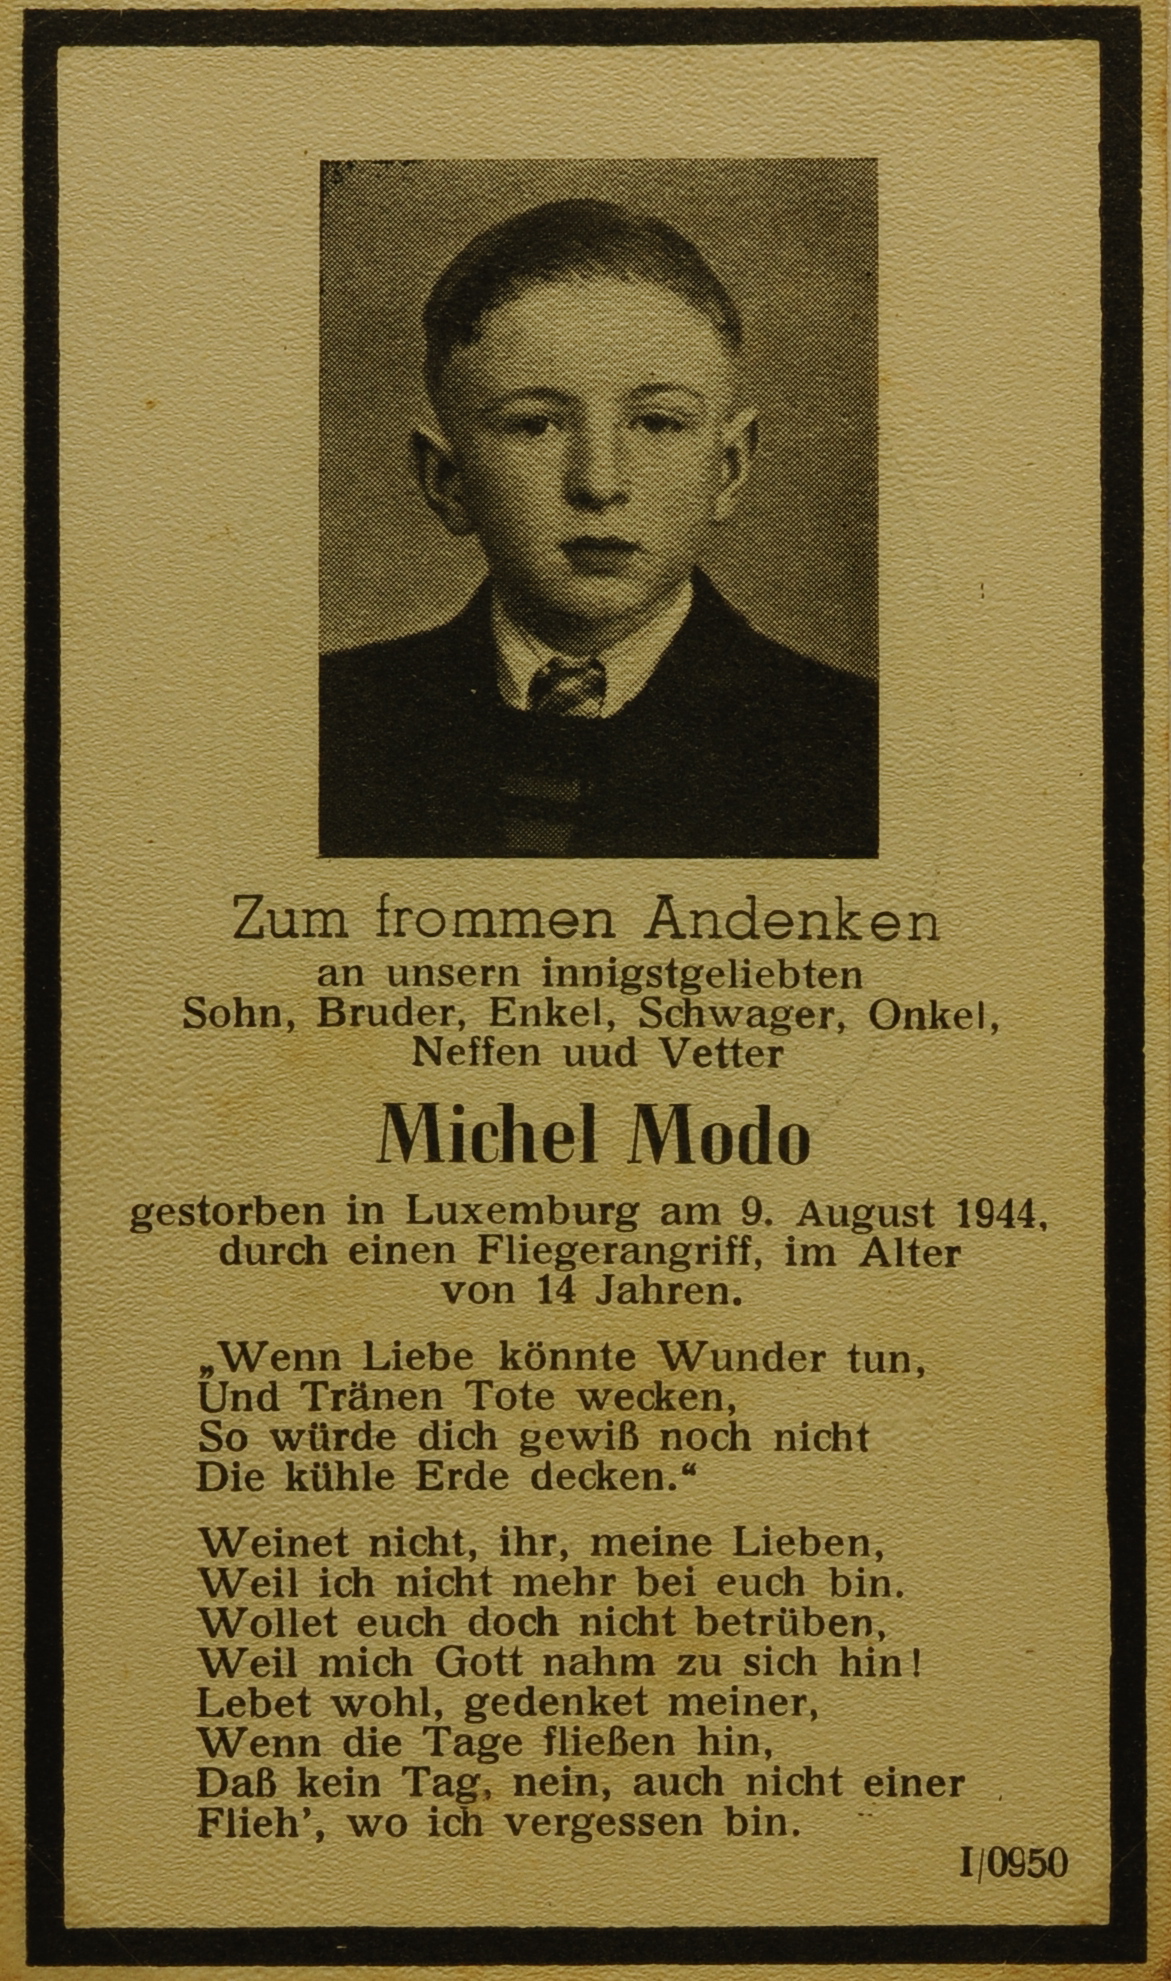 Zum frommen Andenken
an unsern innigstgeliebten
Sohn, Bruder, Enkel, Schwager, Onkel,
Neffen uud Vetter
Michel Modo
gestorben in Luxemburg am 9. August 1944,
durch einen Fliegerangriff, im Alter
von 14 Jahren.
„Wenn Liebe könnte Wunder tun,
Und Tränen Tote wecken,
So würde dich gewiß noch nicht
Die kühle Erde decken.“
Weinet nicht, ihr, meine Lieben,
Weil ich nicht mehr bei euch bin.
Wollet euch doch nicht betrüben,
Weil mich Gott nahm zu sich hin!
Lebet wohl, gedenket meiner,
Wenn die Tage fließen hin,
Daß kein Tag, nein, auch nicht einer
Flieh’, wo ich vergessen bin.
I/0950